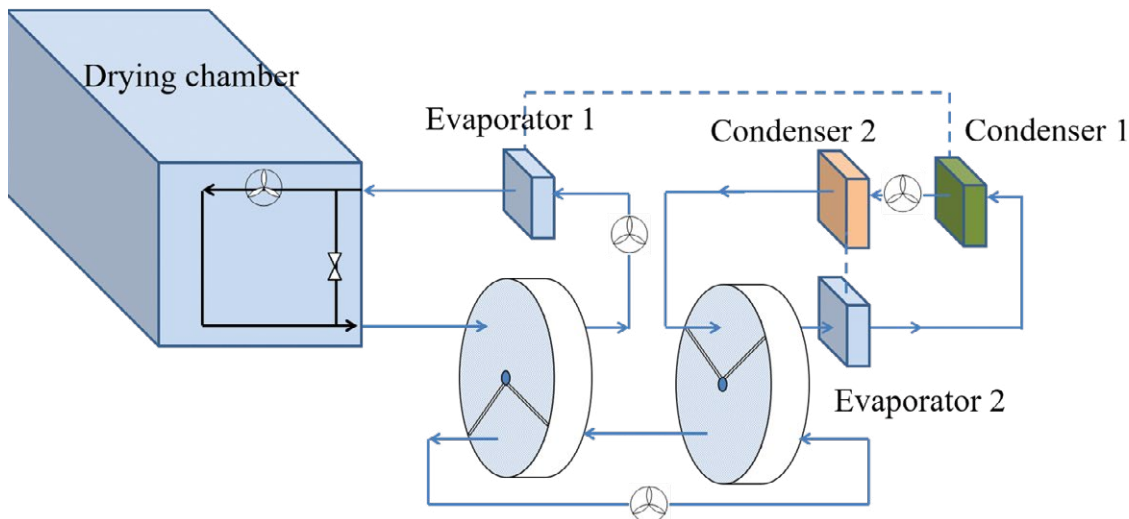 Drying chamber
Evaporator 1
Condenser 2
Condenser 1
Evaporator 2